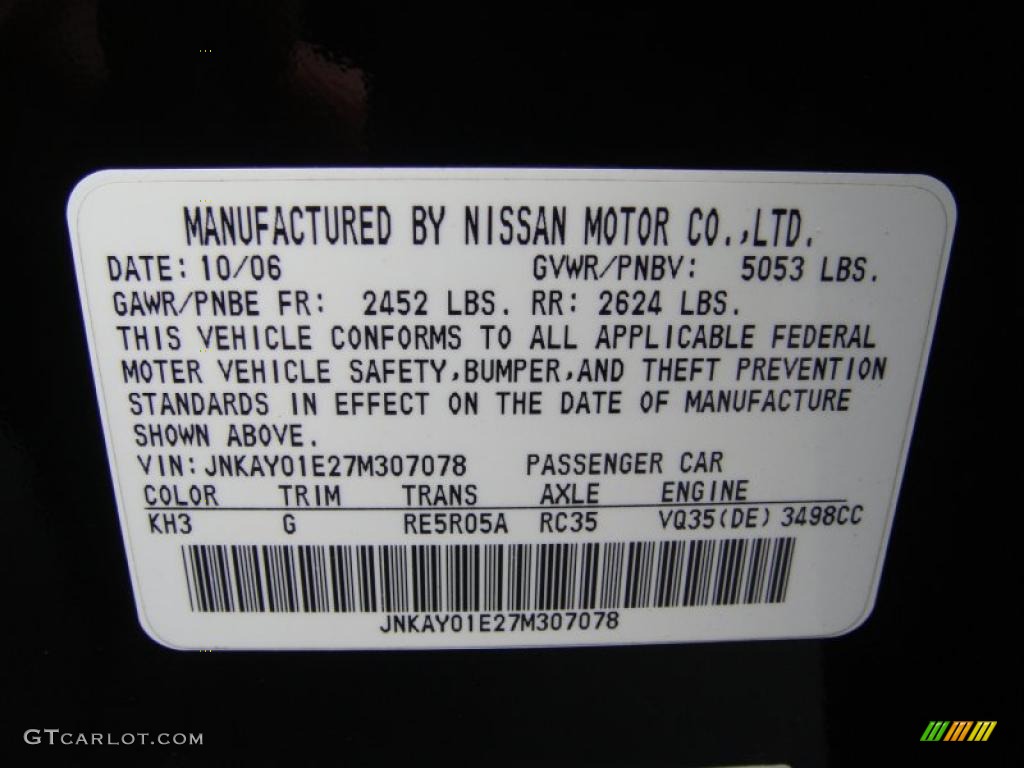 MANUFACTURED BY NISSAN MOTOR CO.,LTD.
DATE: 10/06 GVWR/PNBV: 5053 LBS.
GAWR/PNBE FR: 2452 LBS. RR: 2624 LBS.
THIS VEHICLE CONFORMS TO ALL APPLICABLE FEDERAL
MOTER VEHICLE SAFETY,BUMPER,AND THEFT PREVENTION
STANDARDS IN EFFECT ON THE DATE OF MANUFACTURE
SHOWN ABOVE.
VIN: JNKAY01E27M307078 PASSENGER CAR
COLOR TRIM TRANS AXLE ENGINE
KH3 G RE5R05A RC35 VQ35(DE) 3498CC
JNKAY01E27M307078
GTCARLOT.COM